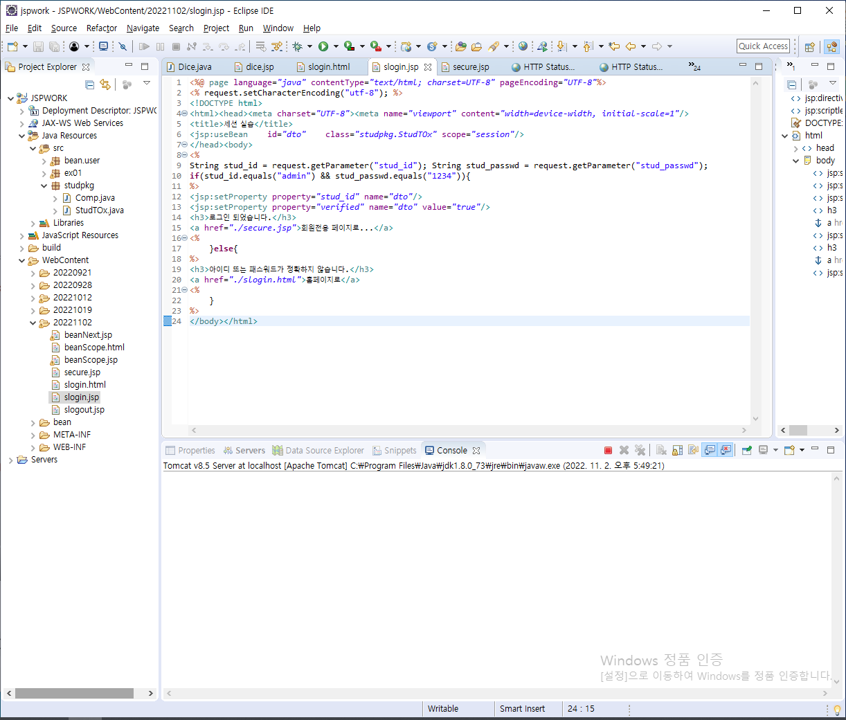 jspwork - JSPWORK/WebContent/20221102/slogin.jsp - Eclipse IDE
File Edit Source Refactor Navigate Search Project Run Window Help
Quick Access
Project Explorer
JSPWORK
Deployment Descriptor: JSPWO
JAX-WS Web Services
Java Resources
src
bean.user
ex01
studpkg
Comp.java
StudTOx.java
Libraries
JavaScript Resources
build
WebContent
20220921
20220928
20221012
20221019
20221102
beanNext.jsp
beanScope.html
beanScope.jsp
secure.jsp
slogin.html
slogin.jsp
slogout.jsp
bean
META-INF
WEB-INF
Servers
Dice.java dice.jsp slogin.html slogin.jsp secure.jsp HTTP Status... HTTP Status... 24
1 <%@ page language="java" contentType="text/html; charset=UTF-8" pageEncoding="UTF-8"%>
2 <% request.setCharacterEncoding("utf-8"); %>
3 <!DOCTYPE html>
4 <html><head><meta charset="UTF-8"><meta name="viewport" content="width=device-width, initial-scale=1"/>
5 <title>세션 실습</title>
6 <jsp:useBean id="dto" class="studpkg.StudTOx" scope="session"/>
7 </head><body>
8 <%
9 String stud_id = request.getParameter("stud_id"); String stud_passwd = request.getParameter("stud_passwd");
10 if(stud_id.equals("admin") && stud_passwd.equals("1234")){
11 %>
12 <jsp:setProperty property="stud_id" name="dto"/>
13 <jsp:setProperty property="verified" name="dto" value="true"/>
14 <h3>로그인 되었습니다.</h3>
15 <a href="./secure.jsp">회원전용 페이지로...</a>
16 <%
17 }else{
18 %>
19 <h3>아이디 또는 패스워드가 정확하지 않습니다.</h3>
20 <a href="./slogin.html">홈페이지로</a>
21 <%
22 }
23 %>
24 </body></html>
1
jsp:directiv
jsp:scriptle
DOCTYPE:
html
head
body
jsp:s
jsp:s
jsp:s
h3
a hr
jsp:s
h3
a hr
jsp:s
Properties Servers Data Source Explorer Snippets Console
Tomcat v8.5 Server at localhost [Apache Tomcat] C:₩Program Files₩Java₩jdk1.8.0_73₩jre₩bin₩javaw.exe (2022. 11. 2. 오후 5:49:21)
Windows 정품 인증
[설정]으로 이동하여 Windows를 정품 인증합니다.
Writable Smart Insert 24 : 15